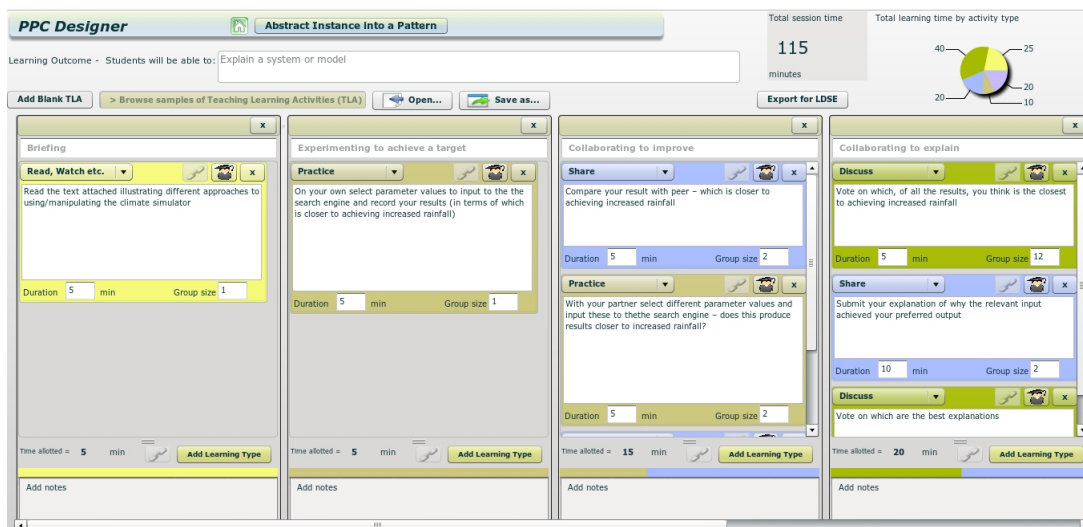 PPC Designer
Abstract Instance into a Pattern
Total session time
115
minutes
Total learning time by activity type
40
25
20
20
10
Learning Outcome - Students will be able to:
Explain a system or model
Add Blank TLA
> Browse samples of Teaching Learning Activities (TLA)
Open...
Save as...
Export for LDSE
x
Briefing
Read, Watch etc.
x
Read the text attached illustrating different approaches to
using/manipulating the climate simulator
Duration 5 min Group size 1
Time allotted = 5 min
Add Learning Type
Add notes
x
Experimenting to achieve a target
Practice
x
On your own select parameter values to input to the the
search engine and record your results (in terms of which
is closer to achieving increased rainfall)
Duration 5 min Group size 1
Time allotted = 5 min
Add Learning Type
Add notes
x
Collaborating to improve
Share
x
Compare your result with peer – which is closer to
achieving increased rainfall
Duration 5 min Group size 2
Practice
x
With your partner select different parameter values and
input these to thethe search engine – does this produce
results closer to increased rainfall?
Duration 5 min Group size 2
Time allotted = 15 min
Add Learning Type
Add notes
x
Collaborating to explain
Discuss
x
Vote on which, of all the results, you think is the closest
to achieving increased rainfall
Duration 5 min Group size 12
Share
x
Submit your explanation of why the relevant input
achieved your preferred output
Duration 10 min Group size 2
Discuss
x
Vote on which are the best explanations
Time allotted = 20 min
Add Learning Type
Add notes